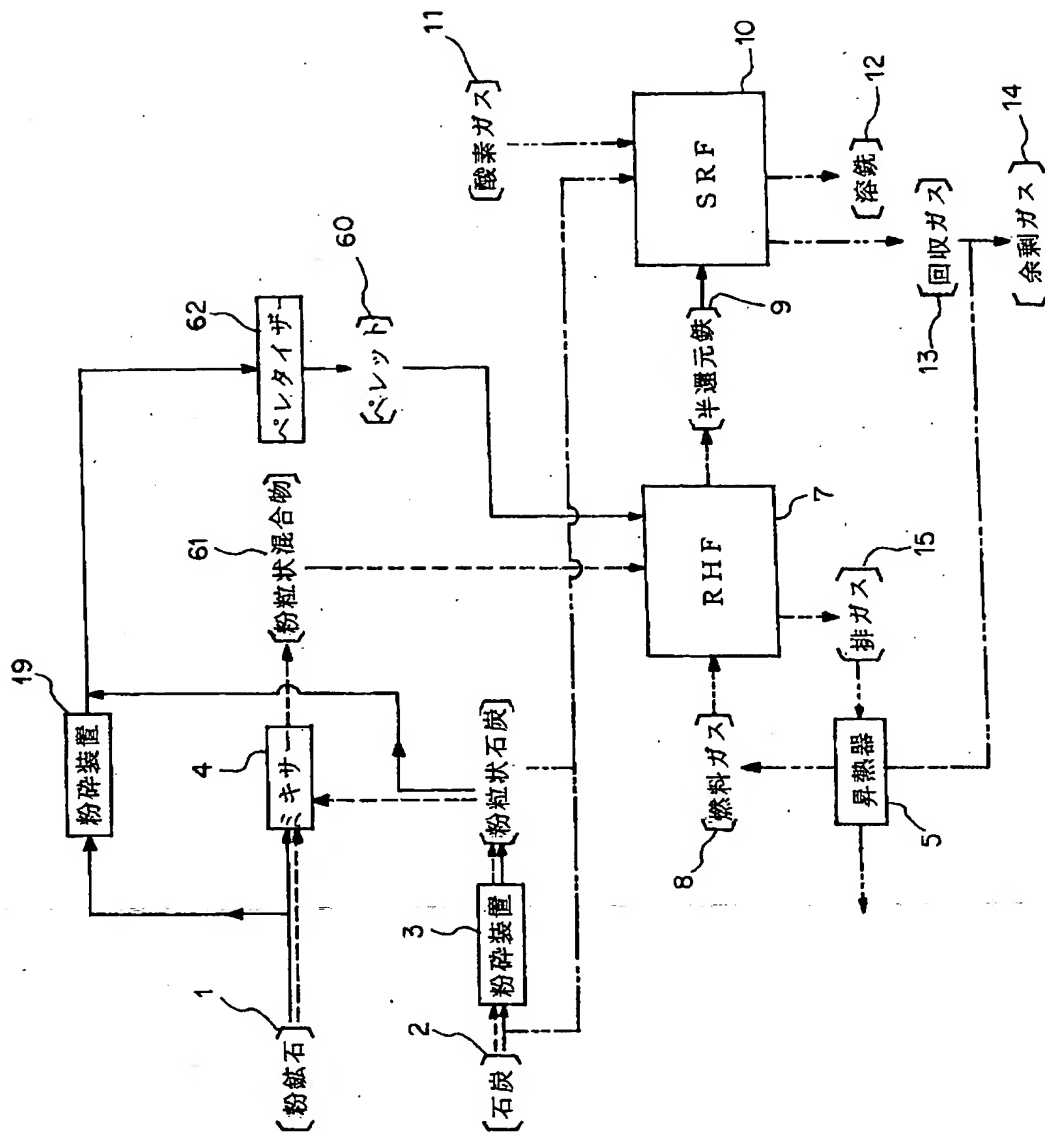 [粉鉱石]
1
[石炭]
2
粉砕装置
3
[粉粒状石炭]
粉砕装置
19
ミキサー
4
[粉粒状混合物]
61
ペレタイザー
62
[ペレット]
60
[燃料ガス]
8
RHF
7
[排ガス]
15
昇熱器
5
[半還元鉄]
9
[酸素ガス]
11
SRF
10
[溶銑]
12
[回収ガス]
13
[余剰ガス]
14